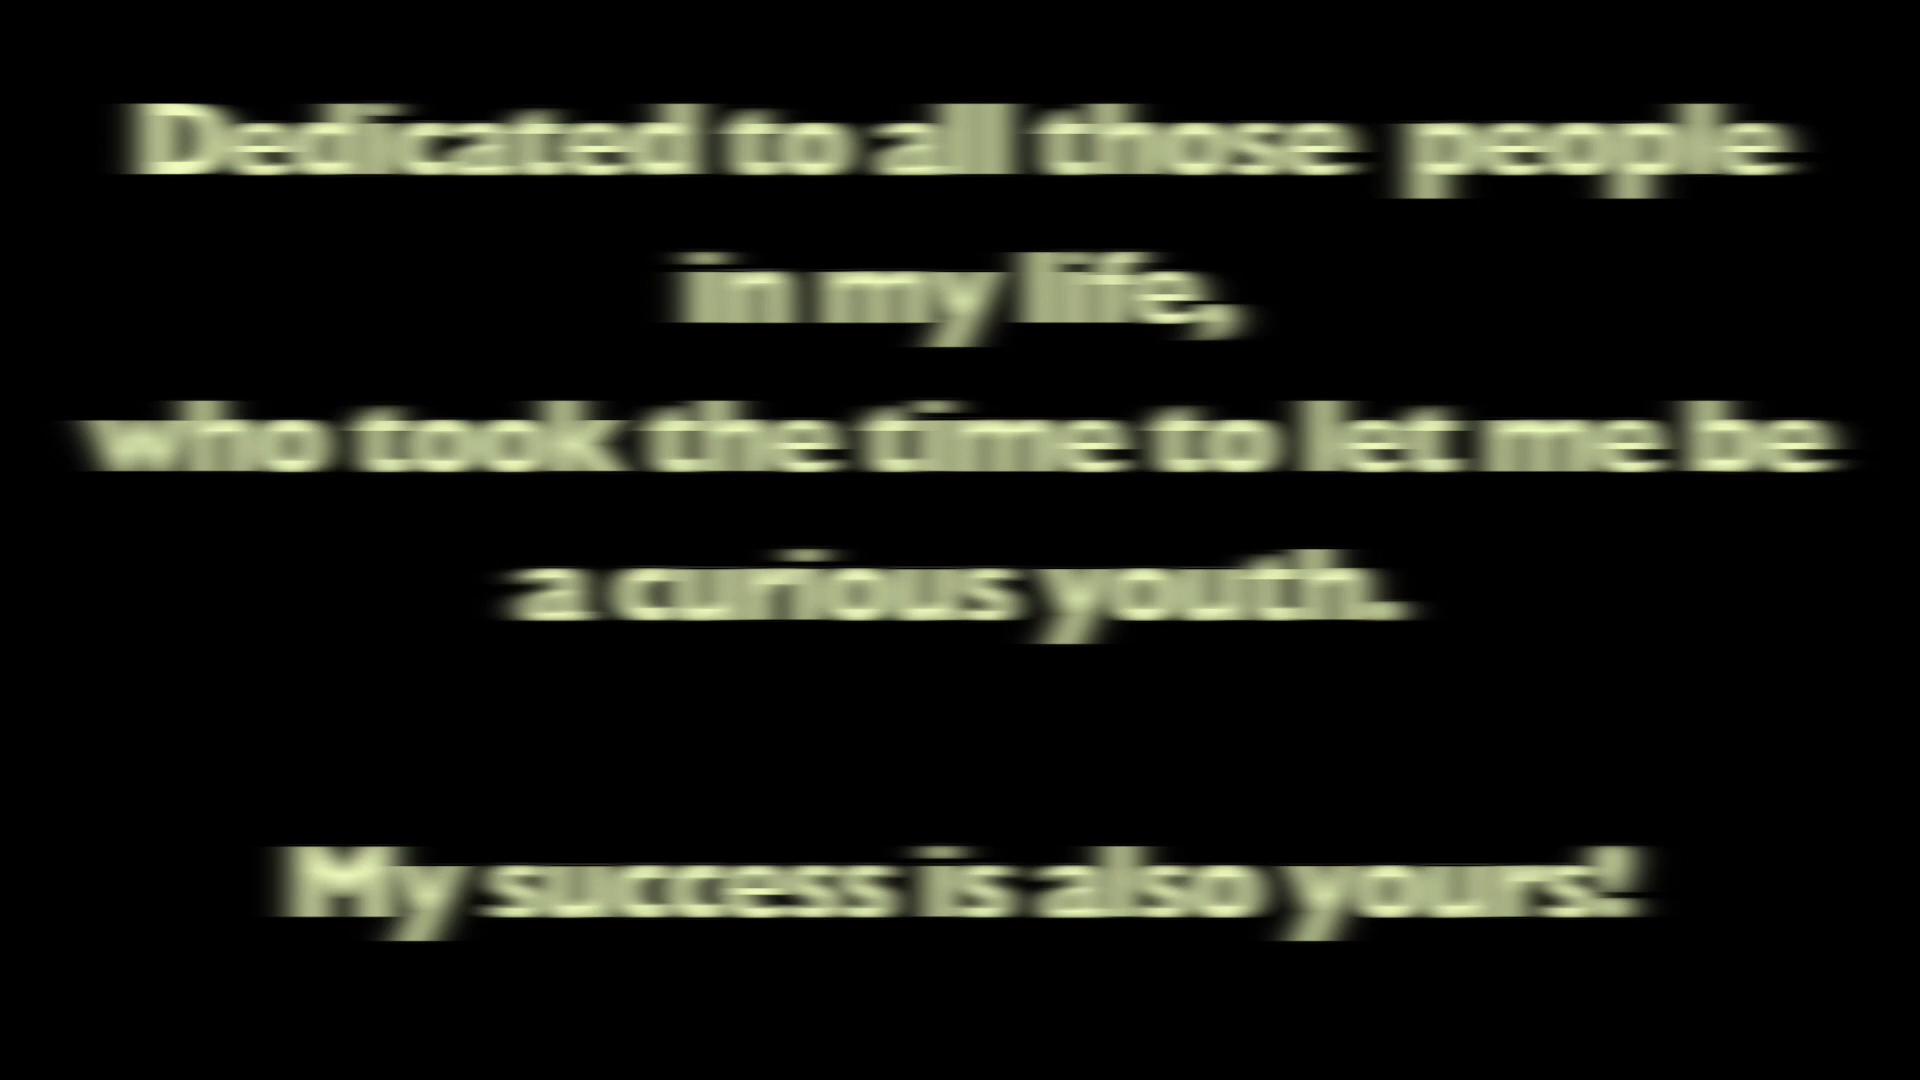 Dedicated to all those people
in my life,
who took the time to let me be
a curious youth.
My success is also yours!